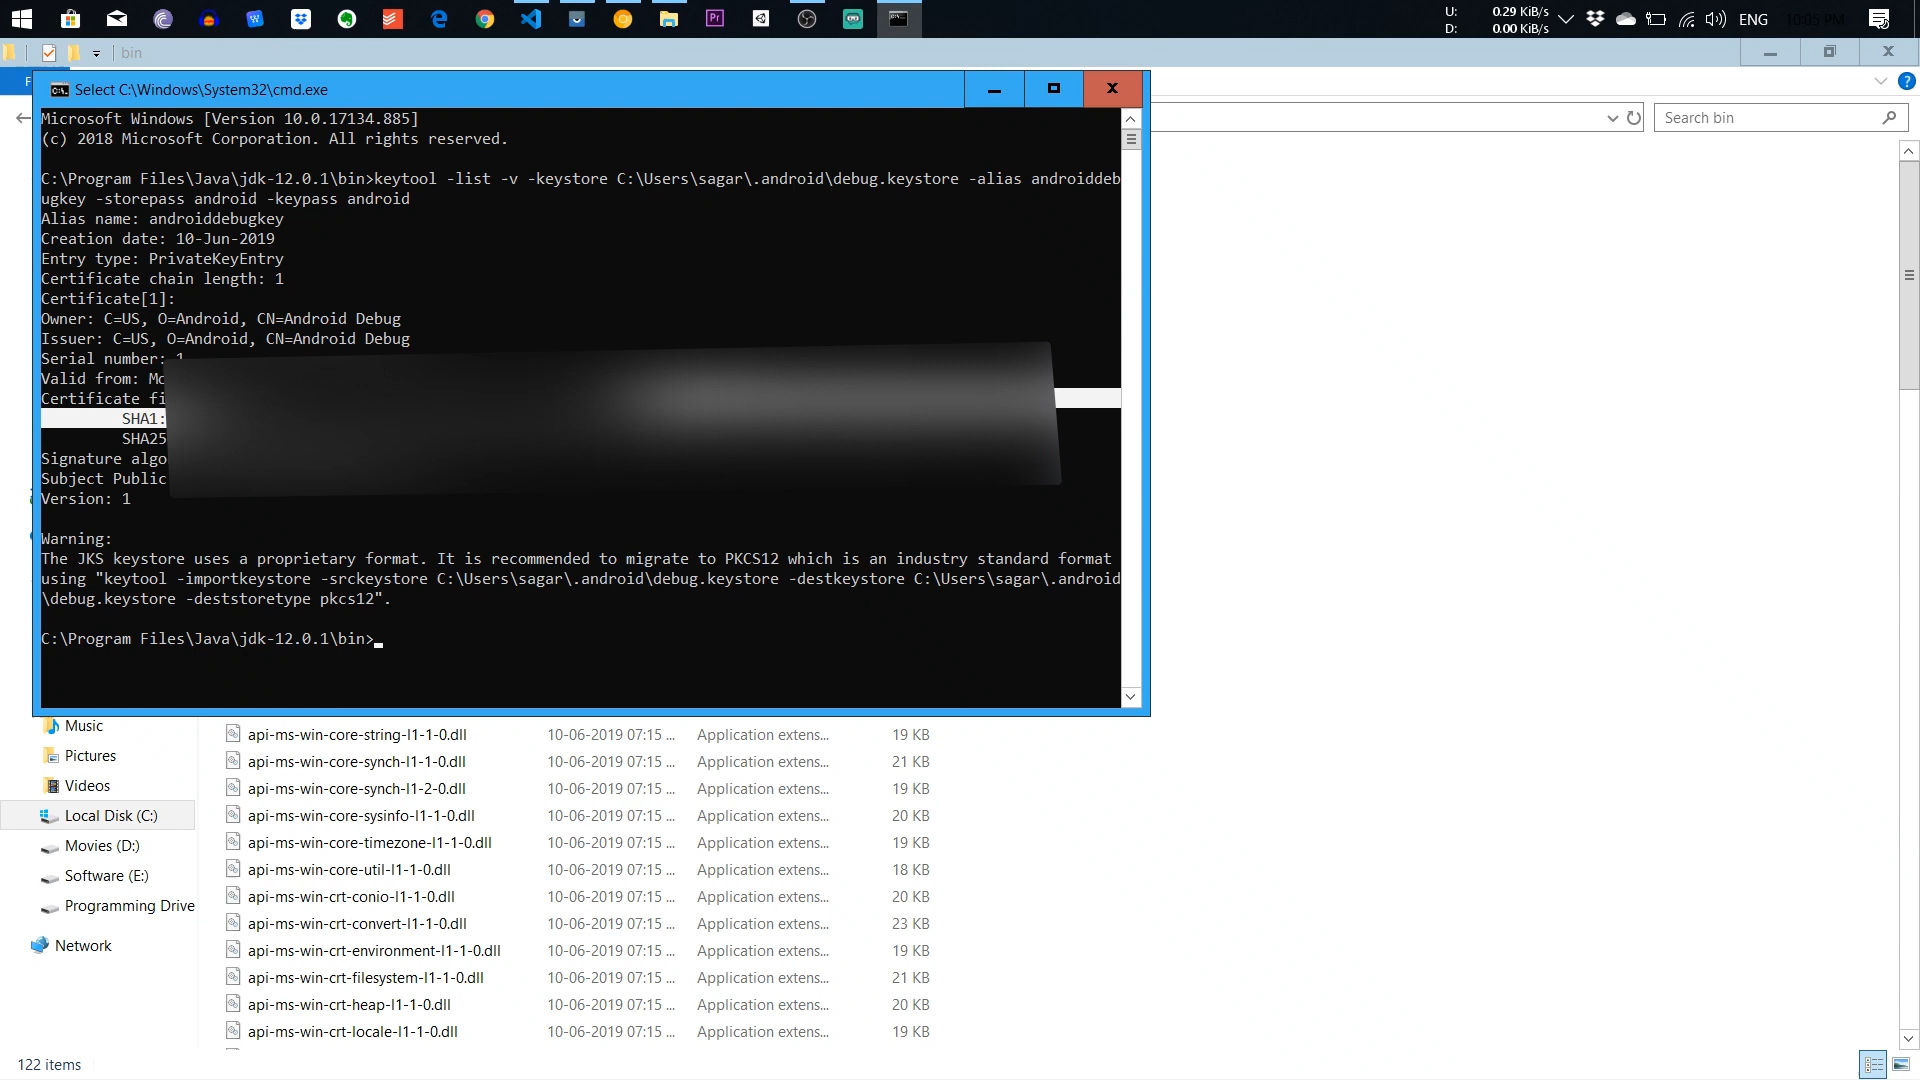 U: 0.29 KiB/s
D: 0.00 KiB/s
ENG
10:05 PM
bin
Select C:\Windows\System32\cmd.exe
Search bin
Microsoft Windows [Version 10.0.17134.885]
(c) 2018 Microsoft Corporation. All rights reserved.
C:\Program Files\Java\jdk-12.0.1\bin>keytool -list -v -keystore C:\Users\sagar\.android\debug.keystore -alias androiddeb
ugkey -storepass android -keypass android
Alias name: androiddebugkey
Creation date: 10-Jun-2019
Entry type: PrivateKeyEntry
Certificate chain length: 1
Certificate[1]:
Owner: C=US, O=Android, CN=Android Debug
Issuer: C=US, O=Android, CN=Android Debug
Serial number: 1
Valid from: Mo
Certificate fi
SHA1:
SHA25
Signature algo
Subject Public
Version: 1
Warning:
The JKS keystore uses a proprietary format. It is recommended to migrate to PKCS12 which is an industry standard format
using "keytool -importkeystore -srckeystore C:\Users\sagar\.android\debug.keystore -destkeystore C:\Users\sagar\.android
\debug.keystore -deststoretype pkcs12".
C:\Program Files\Java\jdk-12.0.1\bin>
Music
Pictures
Videos
Local Disk (C:)
Movies (D:)
Software (E:)
Programming Drive
Network
api-ms-win-core-string-l1-1-0.dll 10-06-2019 07:15 ... Application extens... 19 KB
api-ms-win-core-synch-l1-1-0.dll 10-06-2019 07:15 ... Application extens... 21 KB
api-ms-win-core-synch-l1-2-0.dll 10-06-2019 07:15 ... Application extens... 19 KB
api-ms-win-core-sysinfo-l1-1-0.dll 10-06-2019 07:15 ... Application extens... 20 KB
api-ms-win-core-timezone-l1-1-0.dll 10-06-2019 07:15 ... Application extens... 19 KB
api-ms-win-core-util-l1-1-0.dll 10-06-2019 07:15 ... Application extens... 18 KB
api-ms-win-crt-conio-l1-1-0.dll 10-06-2019 07:15 ... Application extens... 20 KB
api-ms-win-crt-convert-l1-1-0.dll 10-06-2019 07:15 ... Application extens... 23 KB
api-ms-win-crt-environment-l1-1-0.dll 10-06-2019 07:15 ... Application extens... 19 KB
api-ms-win-crt-filesystem-l1-1-0.dll 10-06-2019 07:15 ... Application extens... 21 KB
api-ms-win-crt-heap-l1-1-0.dll 10-06-2019 07:15 ... Application extens... 20 KB
api-ms-win-crt-locale-l1-1-0.dll 10-06-2019 07:15 ... Application extens... 19 KB
122 items